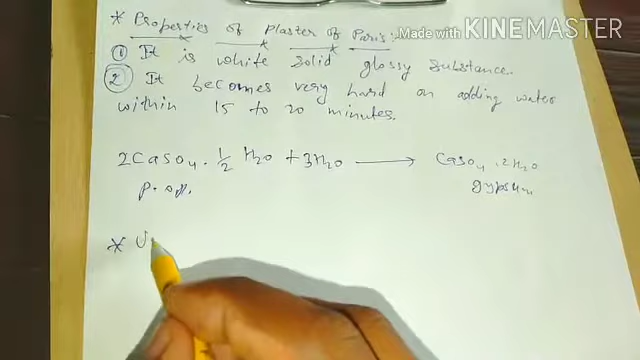 * Properties of Plaster of Paris:-
Made with KINEMASTER
① It is white solid glossy substance.
② It becomes very hard on adding water
within 15 to 20 minutes.
2CaSO₄ · 1/2 H₂O + 3H₂O ⟶ CaSO₄ · 2H₂O
P. op. gypsum
* U